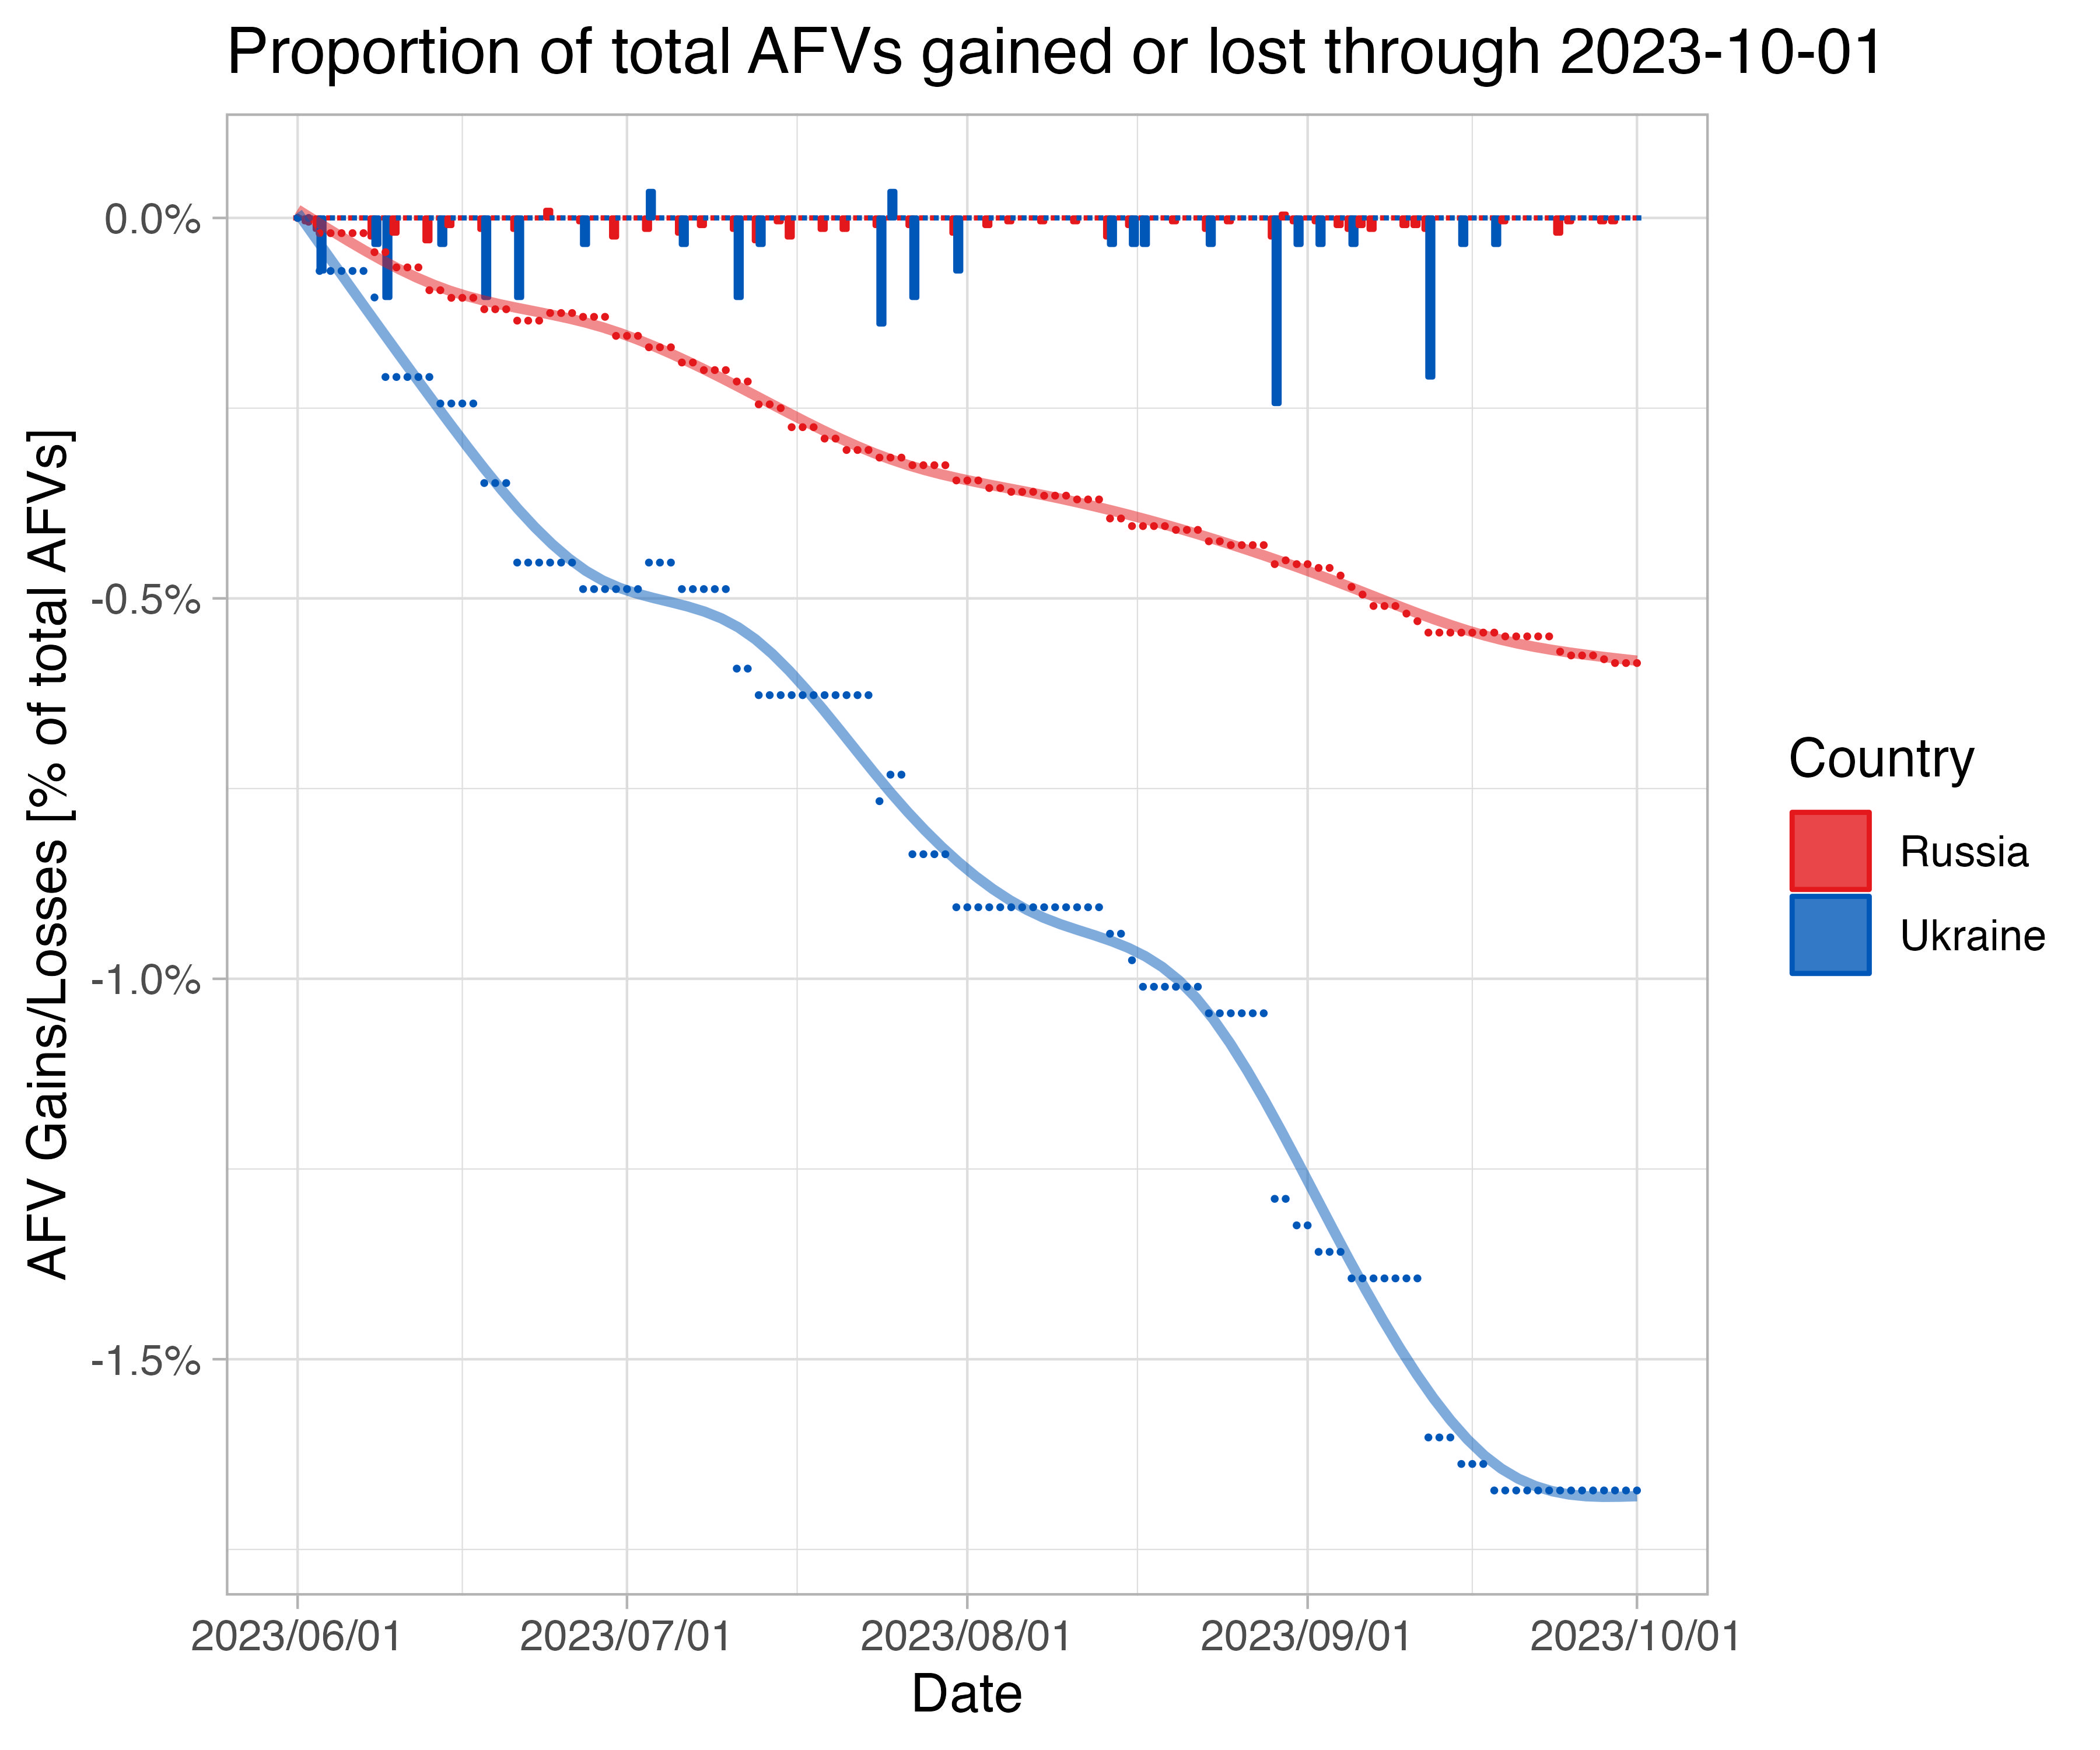 Proportion of total AFVs gained or lost through 2023-10-01
AFV Gains/Losses [% of total AFVs]
0.0%
-0.5%
-1.0%
-1.5%
2023/06/01
2023/07/01
2023/08/01
2023/09/01
2023/10/01
Date
Country
Russia
Ukraine